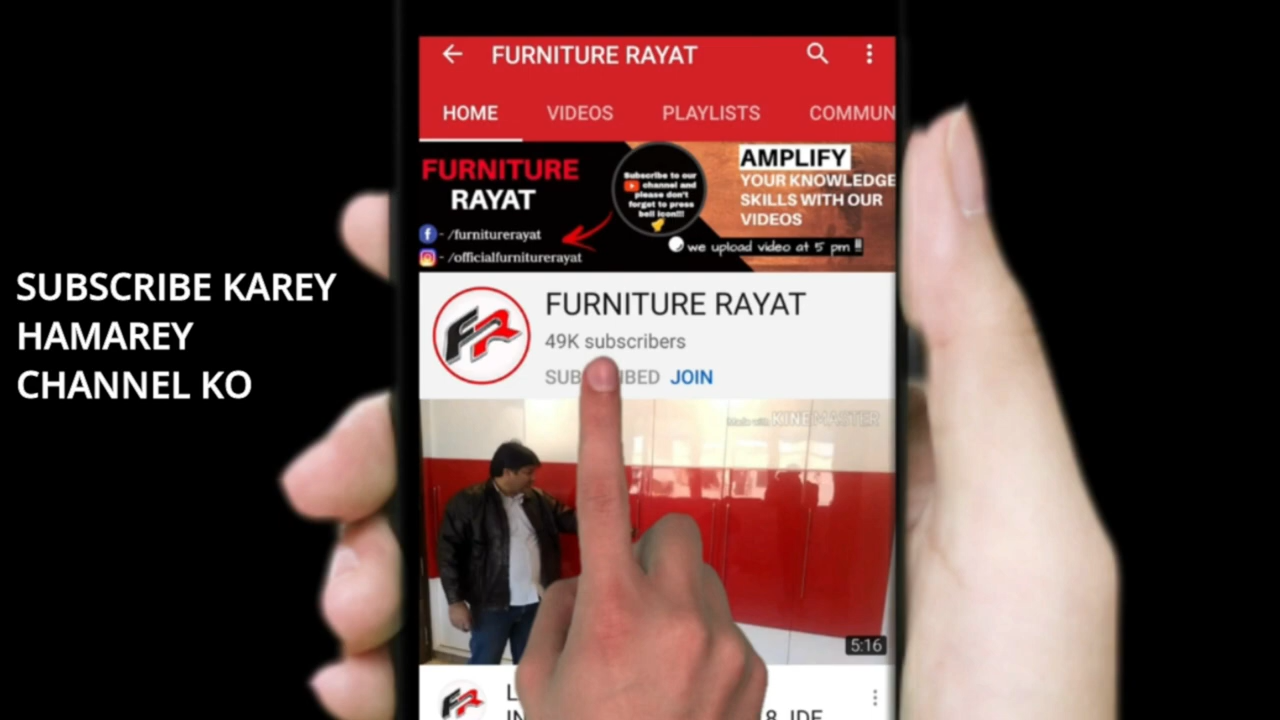 SUBSCRIBE KAREY
HAMAREY
CHANNEL KO
FURNITURE RAYAT
HOME VIDEOS PLAYLISTS COMMUN
FURNITURE
RAYAT
f - /furniturerayat
- /officialfurniturerayat
Subscribe to our
channel and
please don't
forget to press
bell icon!!!
AMPLIFY
YOUR KNOWLEDGE
SKILLS WITH OUR
VIDEOS
we upload video at 5 pm !!
FR
FURNITURE RAYAT
49K subscribers
JOIN
Made with KINEMASTER
5:16
FR